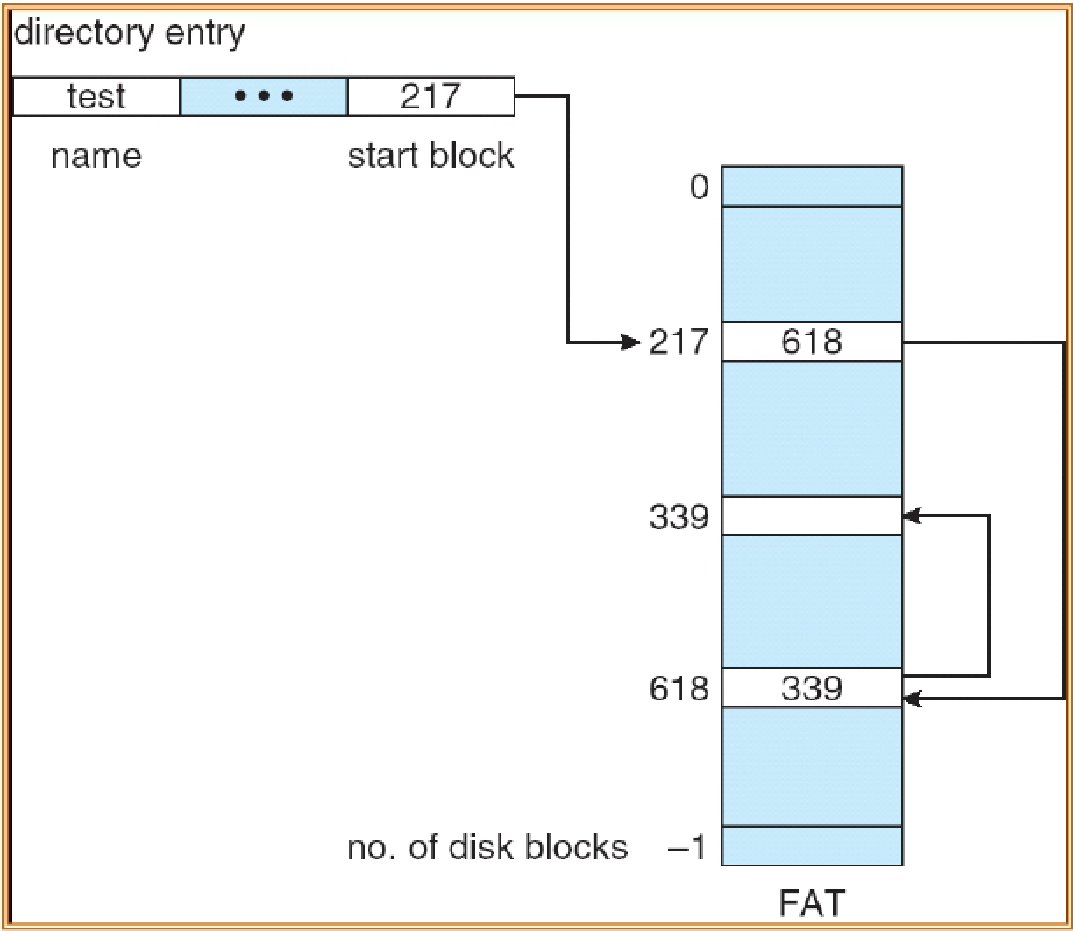 directory entry
test ••• 217
name start block
0
217 618
339
618 339
no. of disk blocks –1
FAT